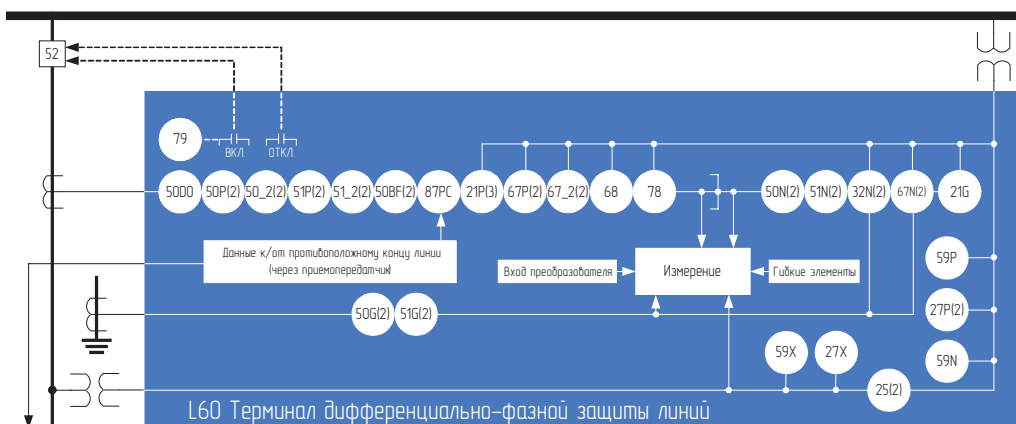 52
79
ВКЛ.
ОТКЛ.
50DD
50P(2)
50_2(2)
51P(2)
51_2(2)
50BF(2)
87PC
21P(3)
67P(2)
67_2(2)
68
78
50N(2)
51N(2)
32N(2)
67N(2)
21G
Данные к/от противоположному концу линии
(через приемопередатчик)
Вход преобразователя
Измерение
Гибкие элементы
59P
50G(2)
51G(2)
27P(2)
59X
27X
59N
25(2)
L60 Терминал дифференциально-фазной защиты линий